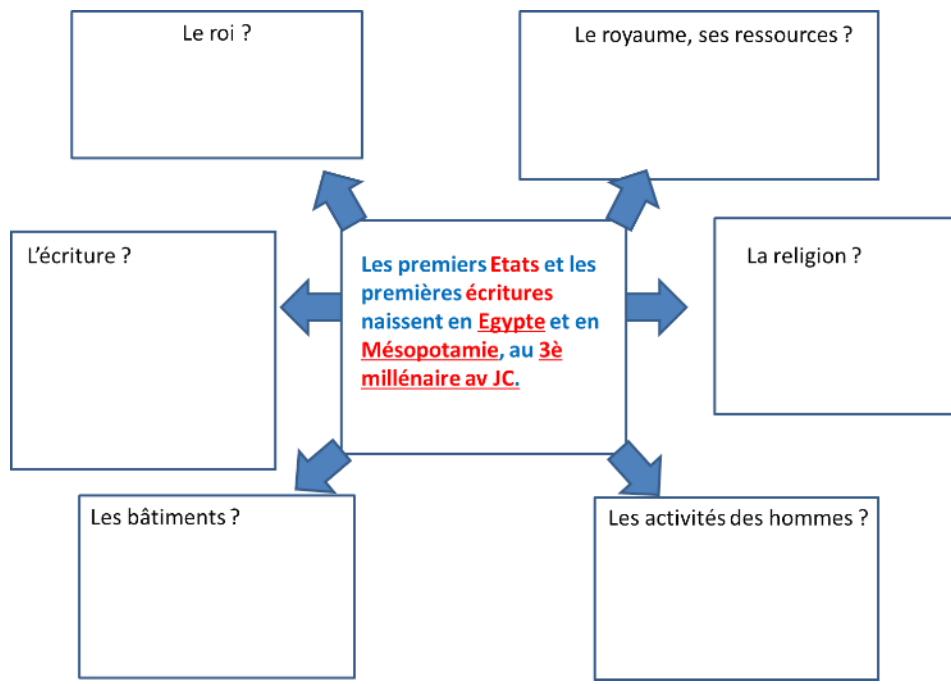 Le roi ?
Le royaume, ses ressources ?
L'écriture ?
Les premiers Etats et les
premières écritures
naissent en Egypte et en
Mésopotamie, au 3è
millénaire av JC.
La religion ?
Les bâtiments ?
Les activités des hommes ?